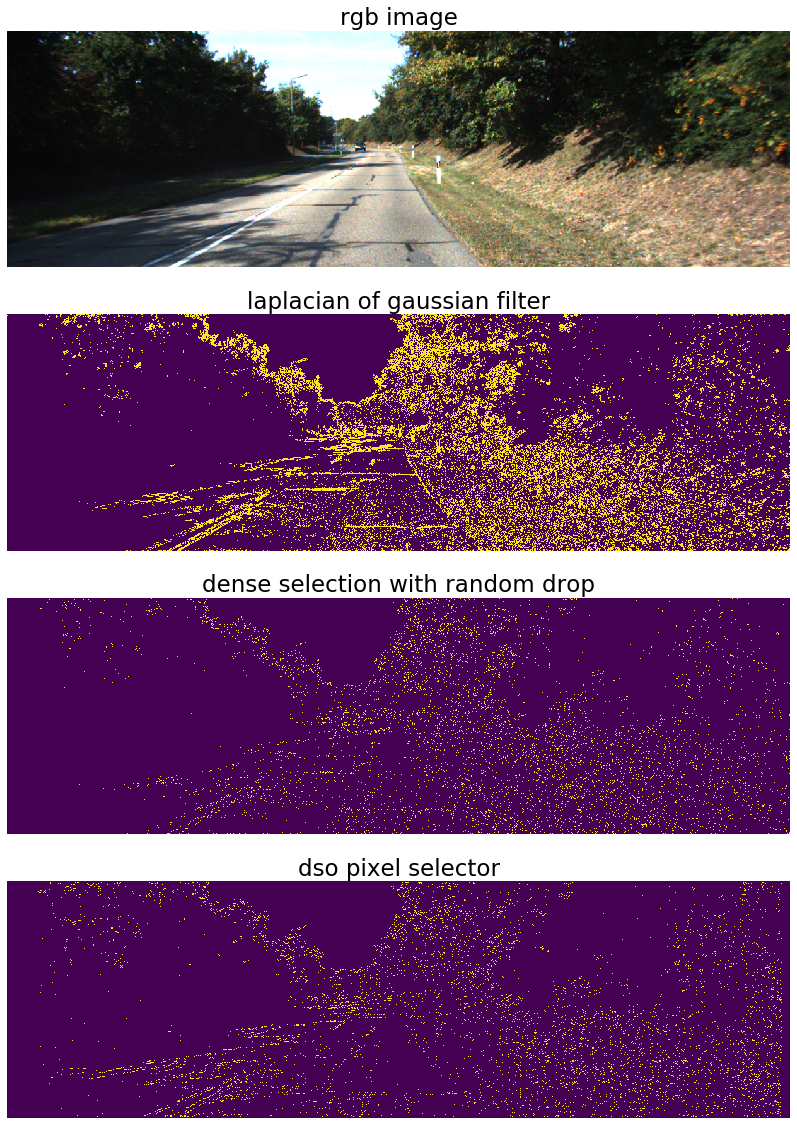 rgb image
laplacian of gaussian filter
dense selection with random drop
dso pixel selector